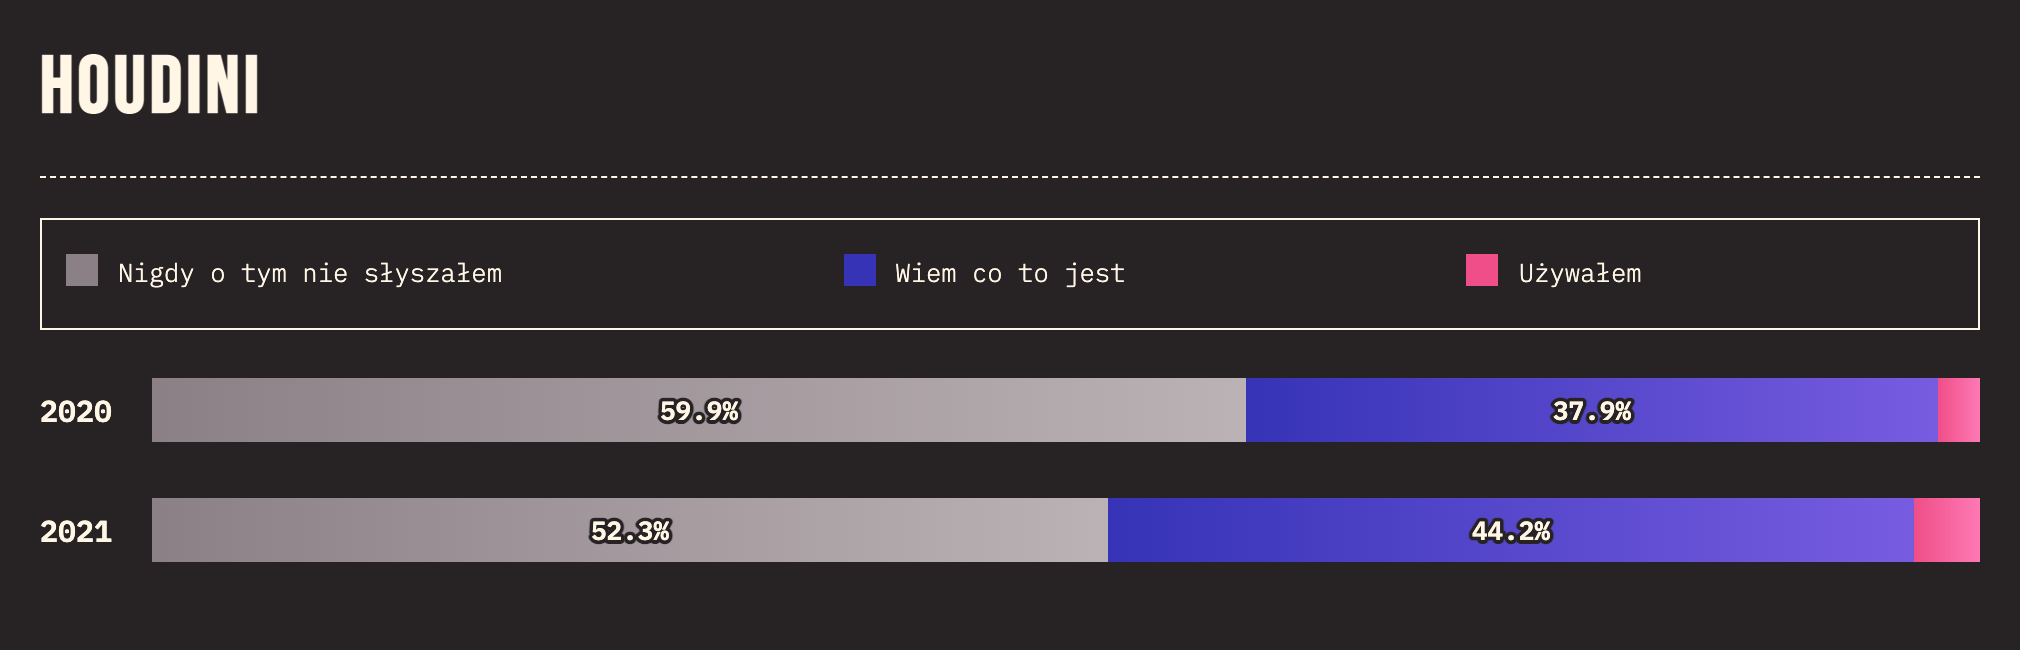 HOUDINI
Nigdy o tym nie słyszałem
Wiem co to jest
Używałem
2020 59.9% 37.9%
2021 52.3% 44.2%